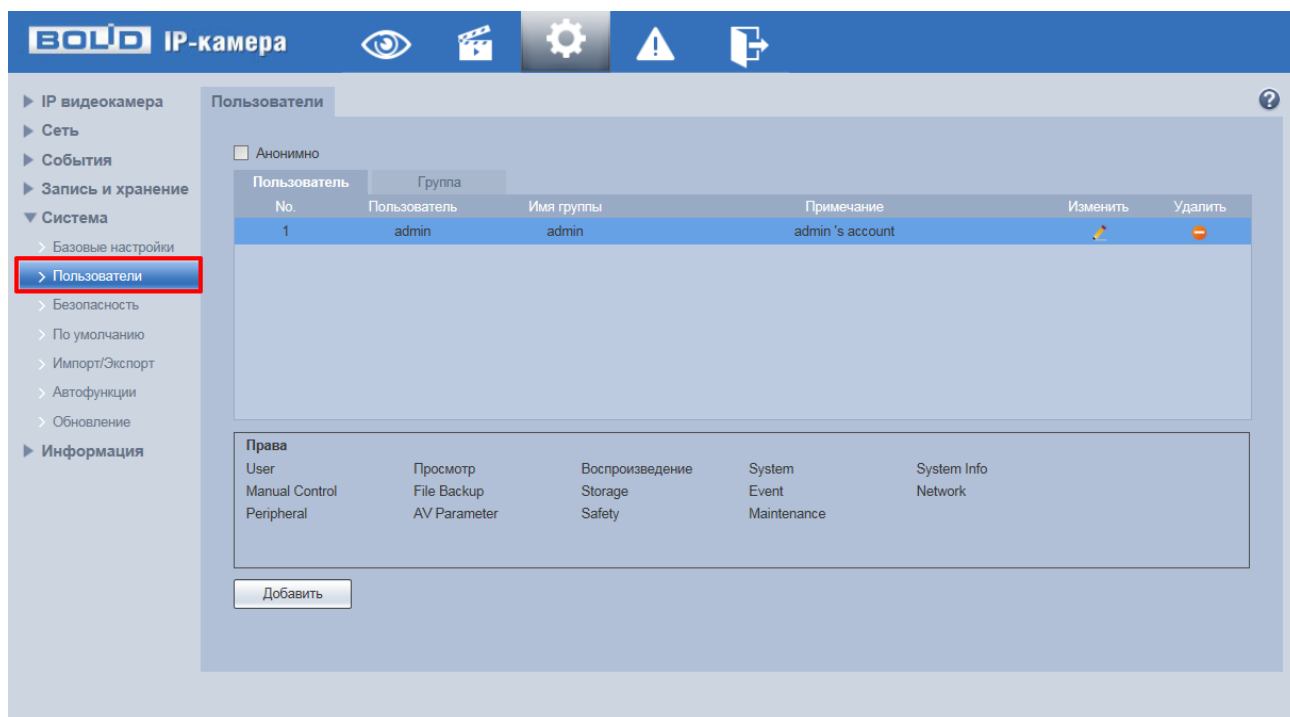 BOLID IP-камера
IP видеокамера
Сеть
События
Запись и хранение
Система
Базовые настройки
Пользователи
Безопасность
По умолчанию
Импорт/Экспорт
Автофункции
Обновление
Информация
Пользователи
Анонимно
Пользователь Группа
No. Пользователь Имя группы Примечание Изменить Удалить
1 admin admin admin 's account
Права
User Просмотр Воспроизведение System System Info
Manual Control File Backup Storage Event Network
Peripheral AV Parameter Safety Maintenance
Добавить